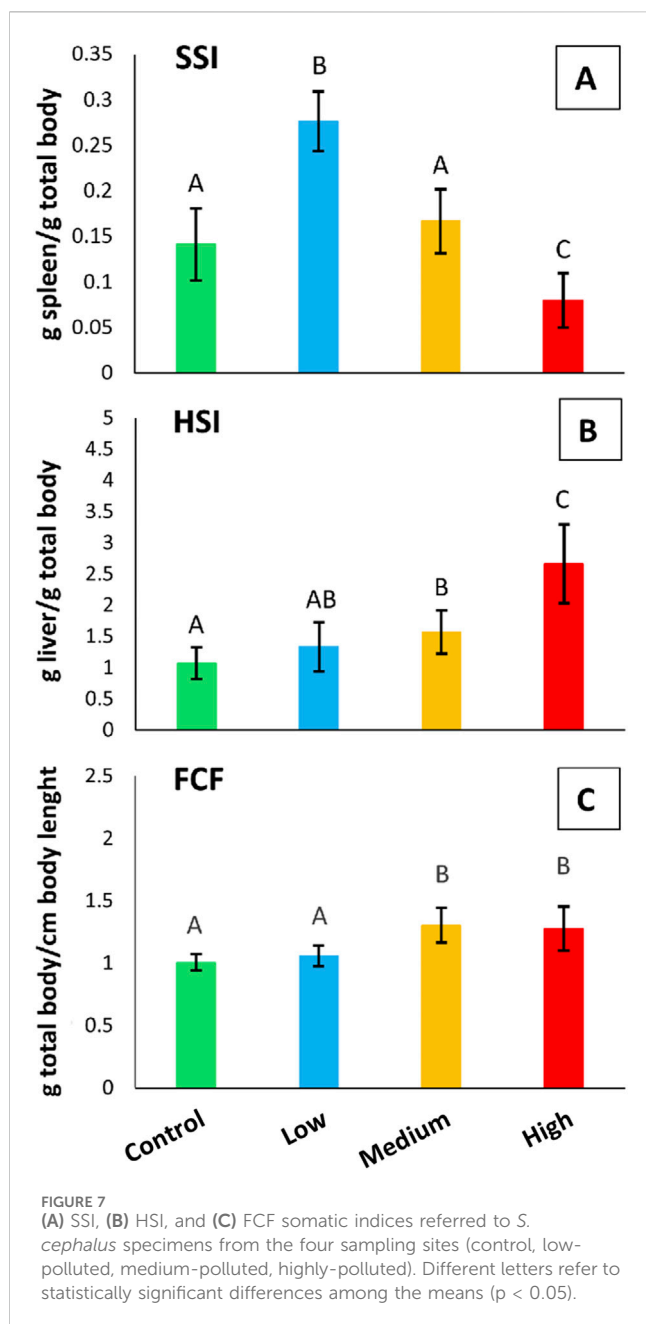 SSI
A
g spleen/g total body
0.35
0.3
0.25
0.2
0.15
0.1
0.05
0
A
B
A
C
HSI
B
g liver/g total body
5
4.5
4
3.5
3
2.5
2
1.5
1
0.5
0
A
AB
B
C
FCF
C
g total body/cm body lenght
2.5
2
1.5
1
0.5
0
A
A
B
B
Control
Low
Medium
High
FIGURE 7
(A) SSI, (B) HSI, and (C) FCF somatic indices referred to S.
cephalus specimens from the four sampling sites (control, low-
polluted, medium-polluted, highly-polluted). Different letters refer to
statistically significant differences among the means (p < 0.05).